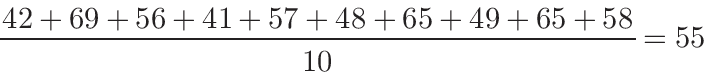 42 + 69 + 56 + 41 + 57 + 48 + 65 + 49 + 65 + 58
10
= 55